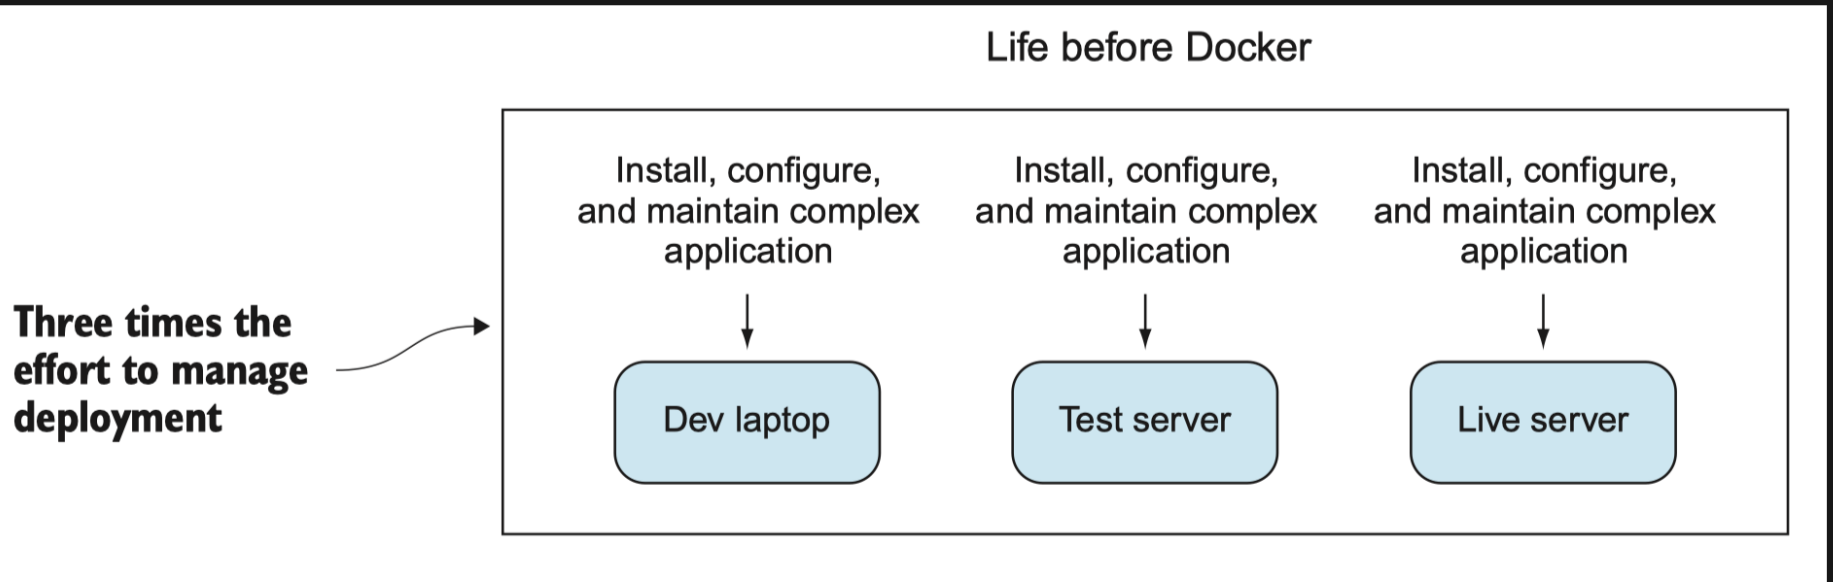 Life before Docker
Install, configure,
and maintain complex
application
Install, configure,
and maintain complex
application
Install, configure,
and maintain complex
application
Three times the
effort to manage
deployment
Dev laptop
Test server
Live server